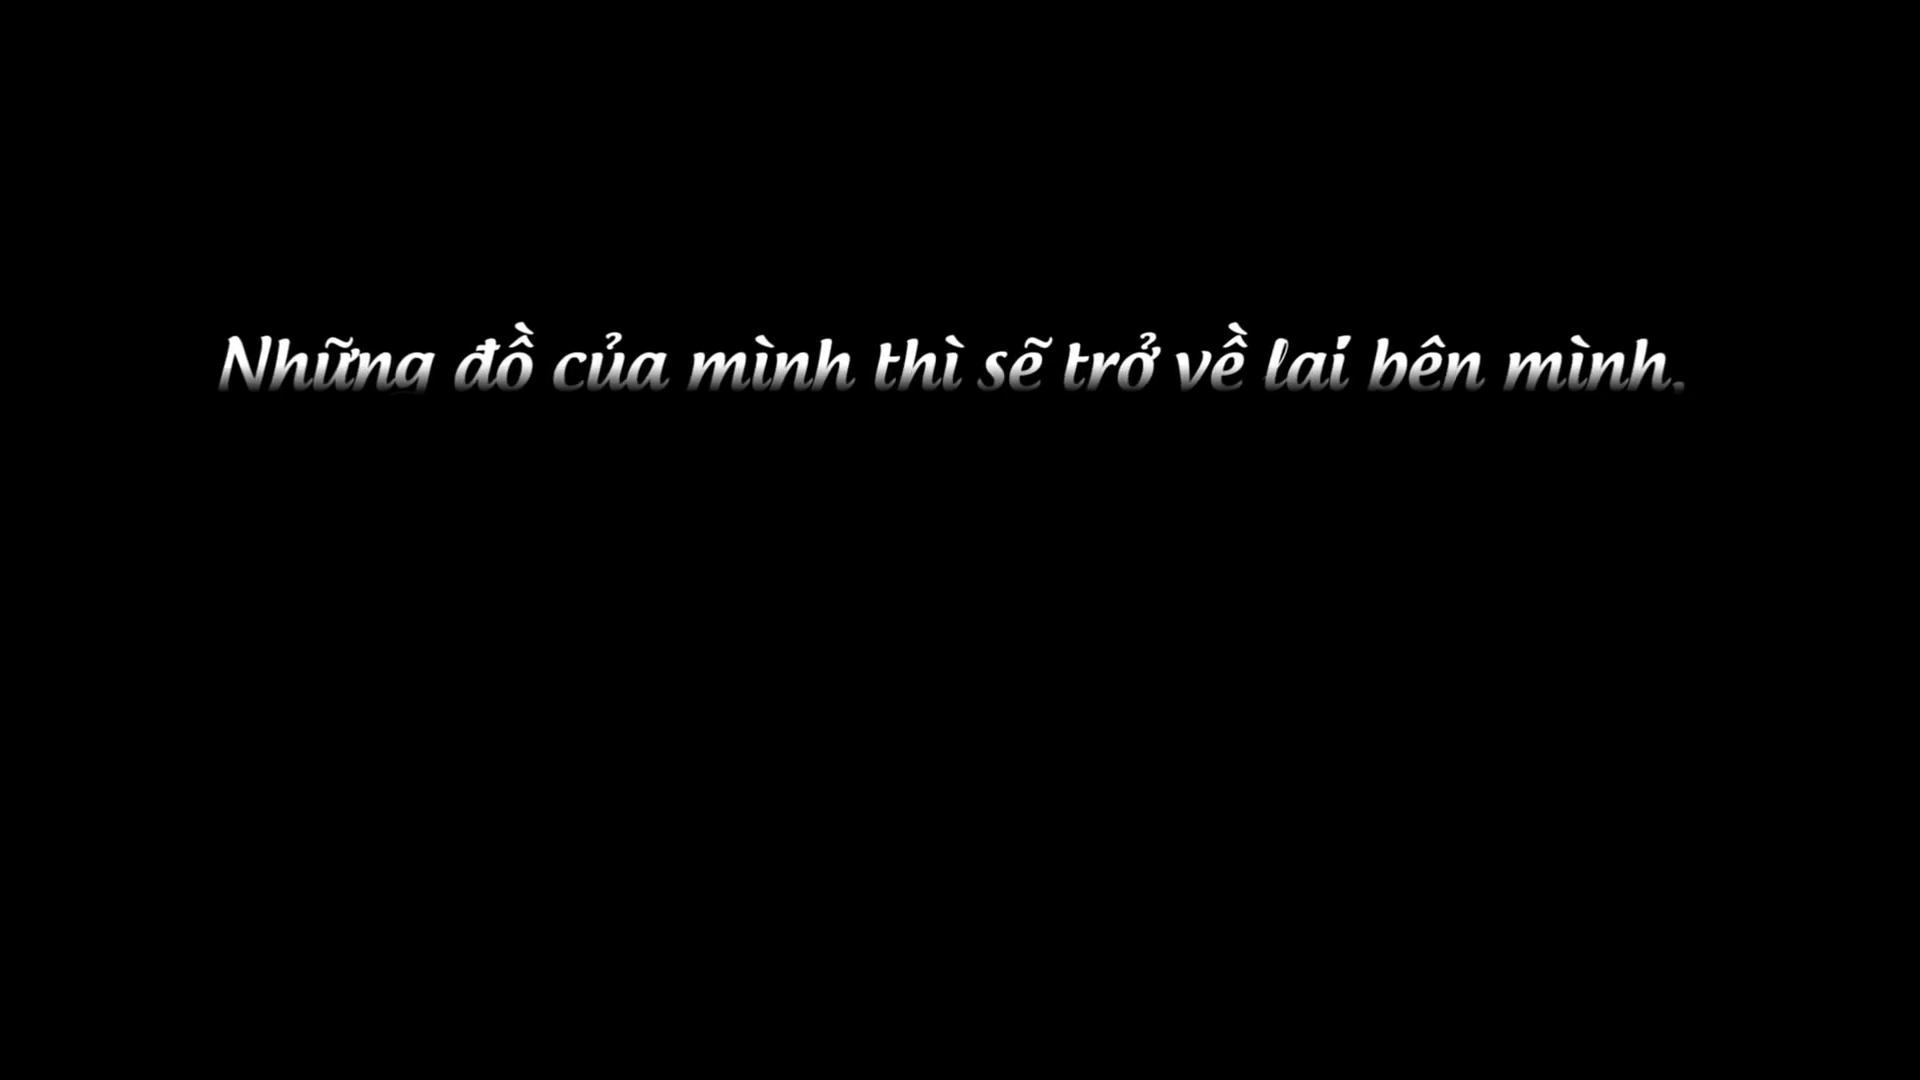 Những đồ của mình thì sẽ trở về lại bên mình,